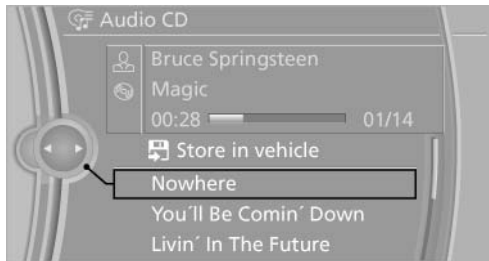 Audio CD
Bruce Springsteen
Magic
00:28 01/14
Store in vehicle
Nowhere
You´ll Be Comin´ Down
Livin´ In The Future